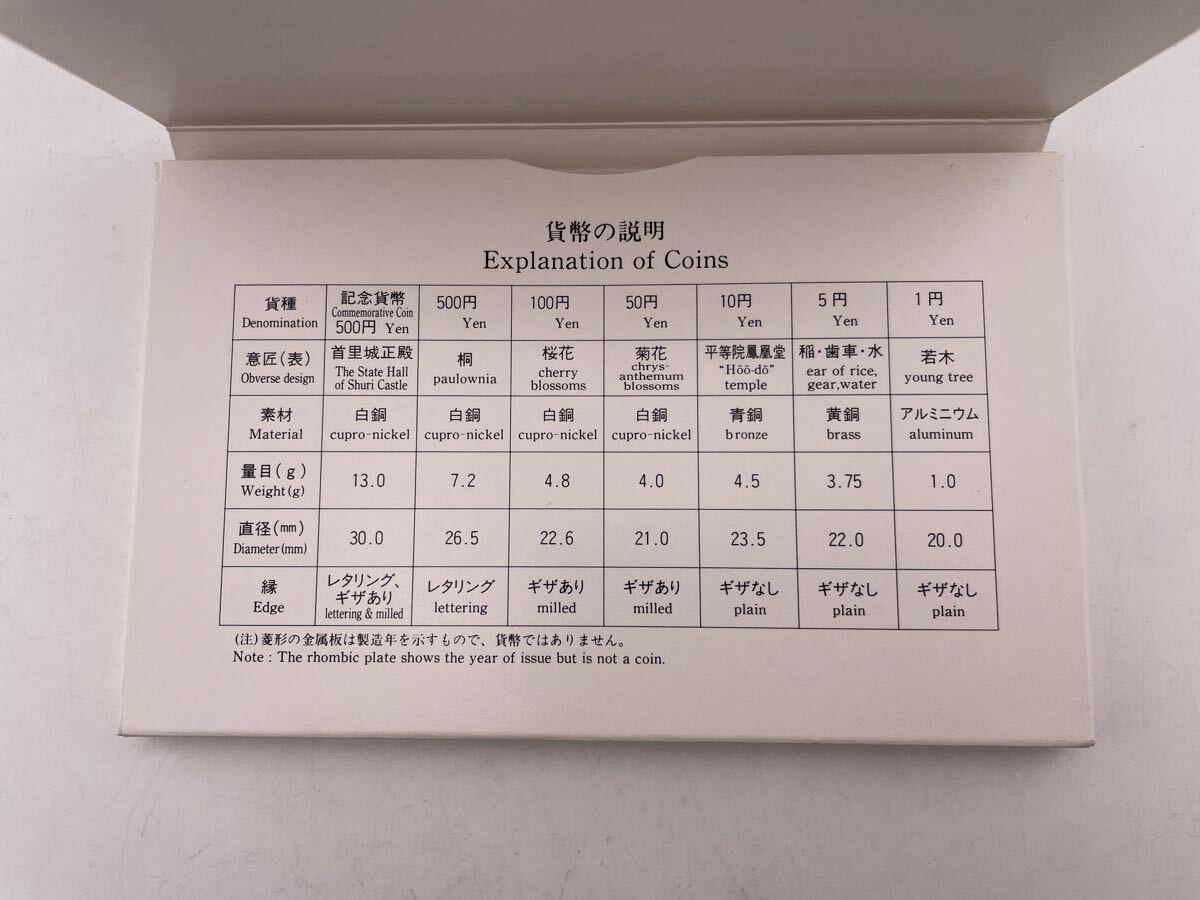 貨幣の説明
Explanation of Coins
貨種
Denomination
記念貨幣
Commemorative Coin
500円 Yen
500円
Yen
100円
Yen
50円
Yen
10円
Yen
5円
Yen
1円
Yen
意匠(表)
Obverse design
首里城正殿
The State Hall
of Shuri Castle
桐
paulownia
桜花
cherry
blossoms
菊花
chrys-
anthemum
blossoms
平等院鳳凰堂
“Hōō-dō”
temple
稲・歯車・水
ear of rice,
gear,water
若木
young tree
素材
Material
白銅
cupro-nickel
白銅
cupro-nickel
白銅
cupro-nickel
白銅
cupro-nickel
青銅
bronze
黄銅
brass
アルミニウム
aluminum
量目(g)
Weight(g)
13.0
7.2
4.8
4.0
4.5
3.75
1.0
直径(mm)
Diameter(mm)
30.0
26.5
22.6
21.0
23.5
22.0
20.0
縁
Edge
レタリング、
ギザあり
lettering & milled
レタリング
lettering
ギザあり
milled
ギザあり
milled
ギザなし
plain
ギザなし
plain
ギザなし
plain
(注)菱形の金属板は製造年を示すもので、貨幣ではありません。
Note : The rhombic plate shows the year of issue but is not a coin.